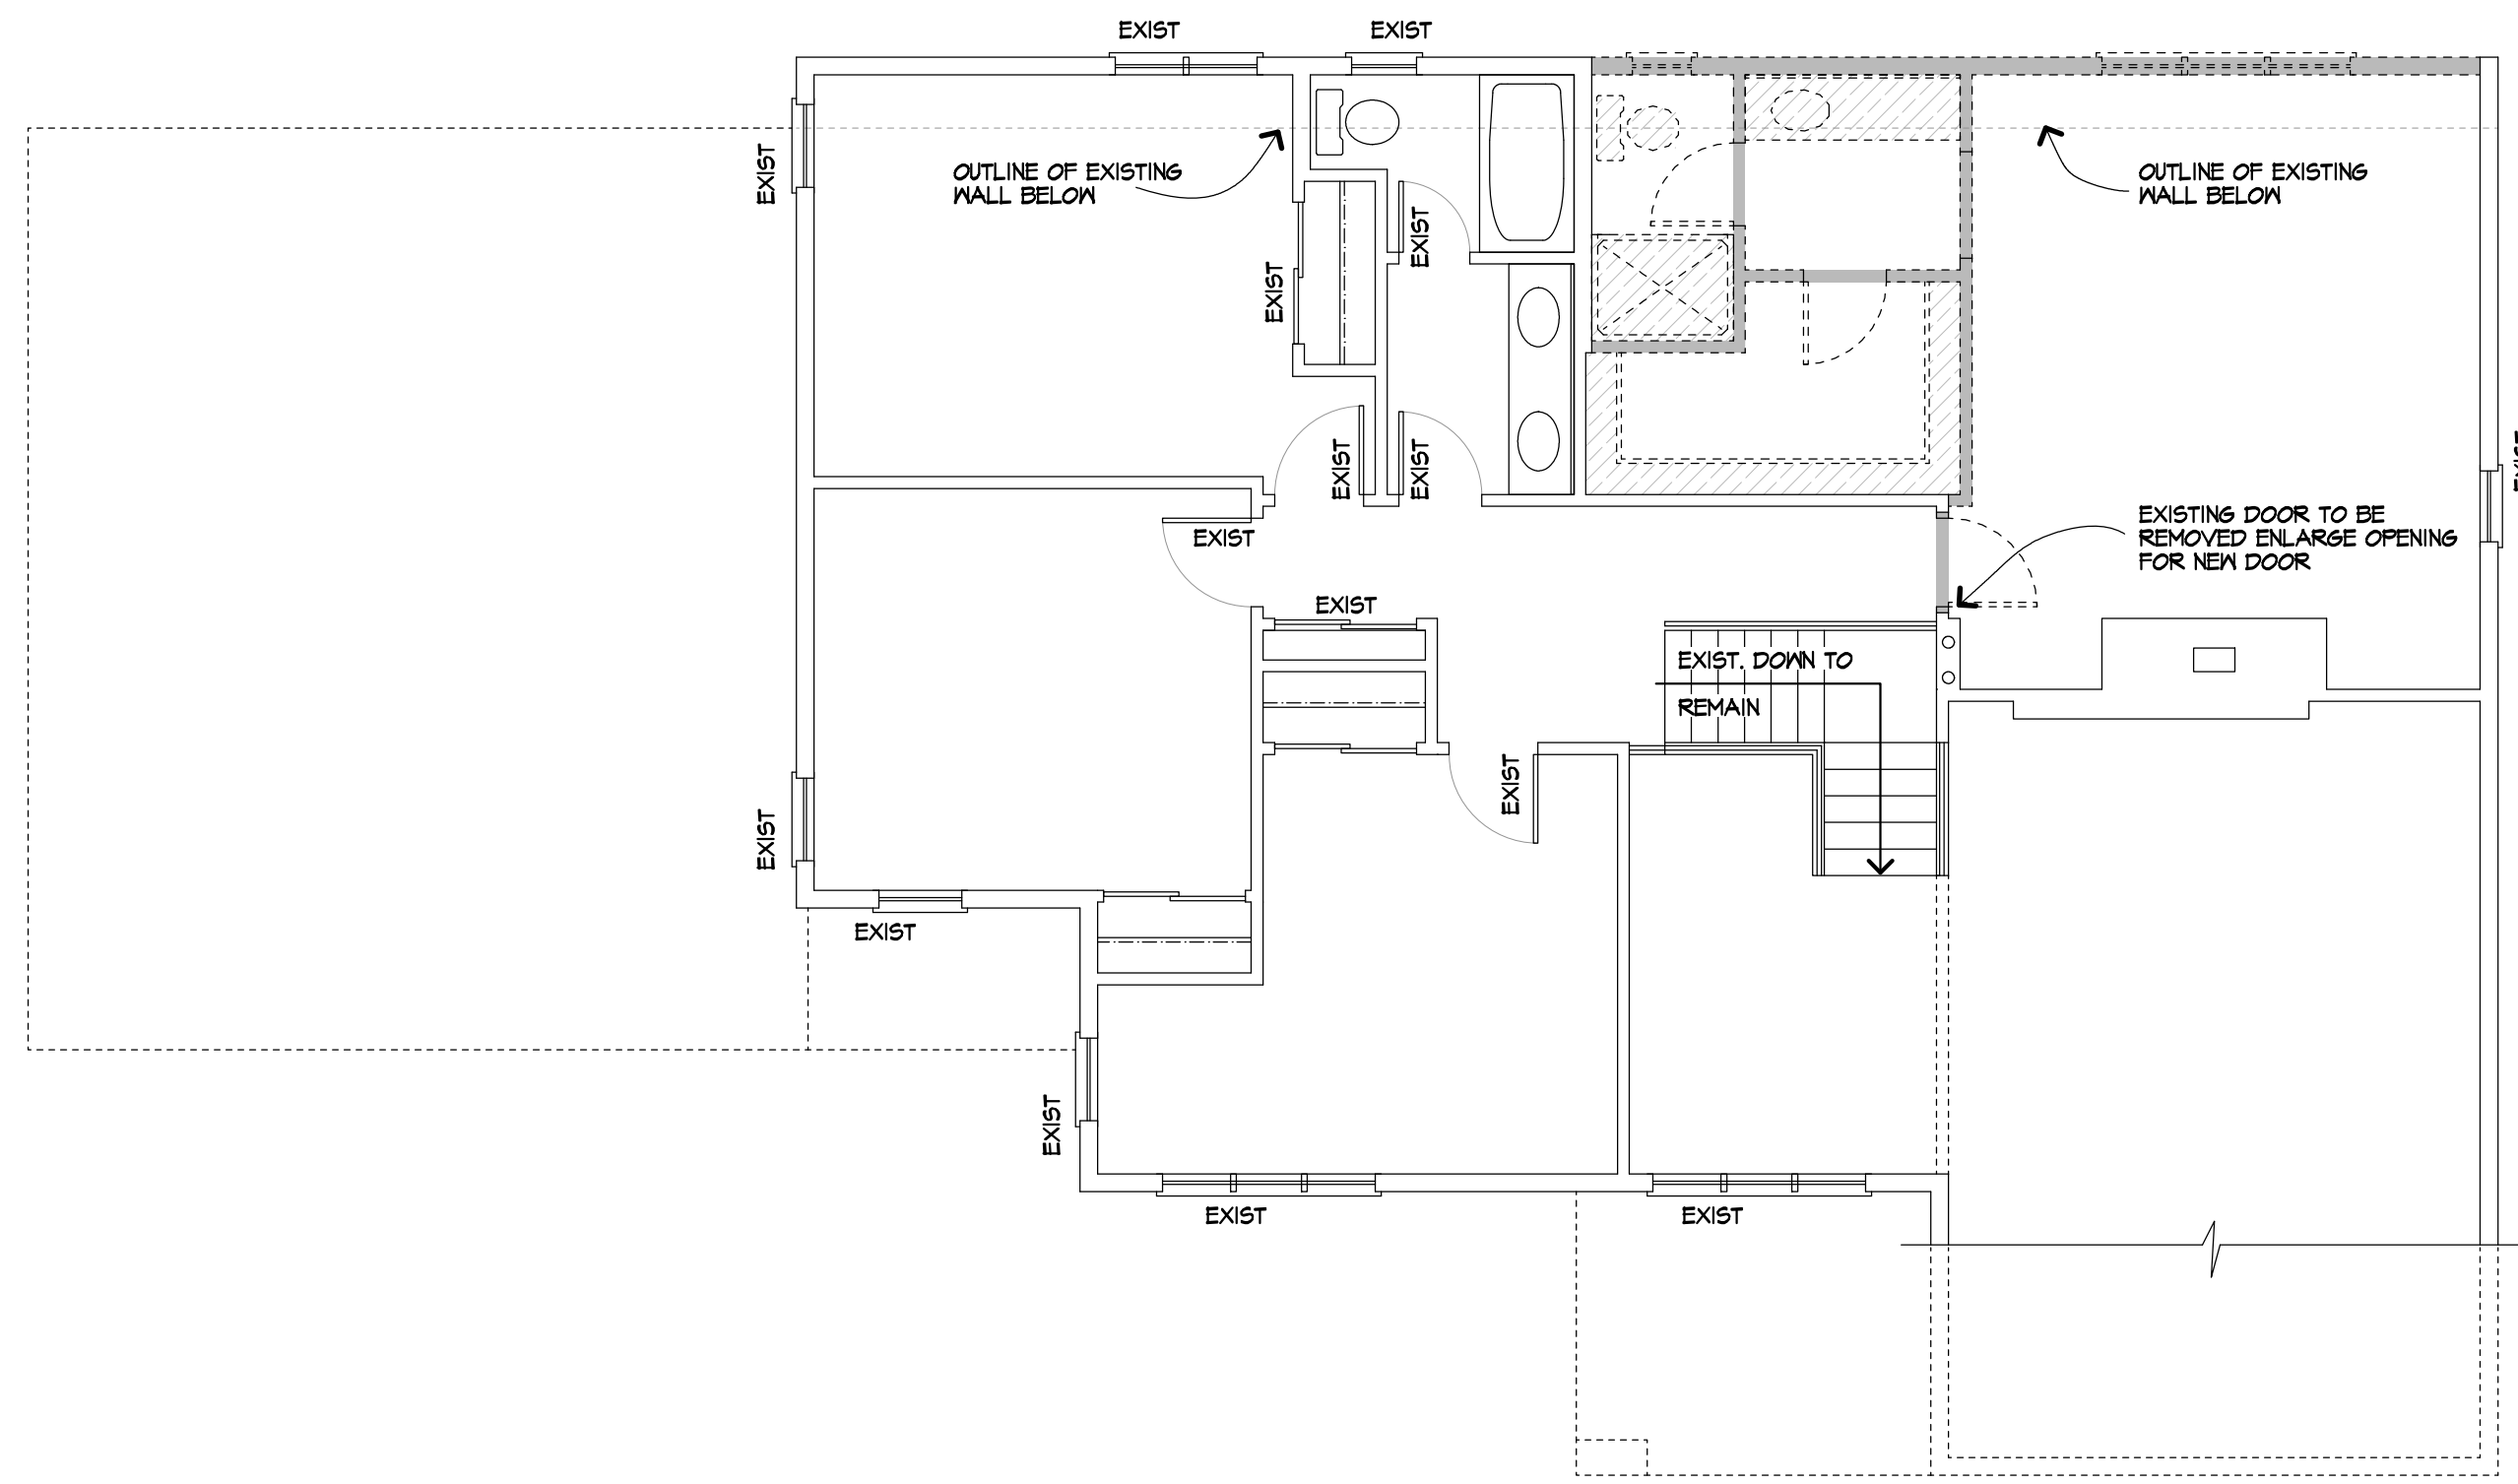 EXIST
EXIST
EXIST
OUTLINE OF EXISTING
WALL BELOW
OUTLINE OF EXISTING
WALL BELOW
EXIST
EXIST
EXIST
EXIST
EXIST
EXISTING DOOR TO BE
REMOVED ENLARGE OPENING
FOR NEW DOOR
EXIST
EXIST
EXIST. DOWN TO
REMAIN
EXIST
EXIST
EXIST
EXIST
EXIST
EXIST